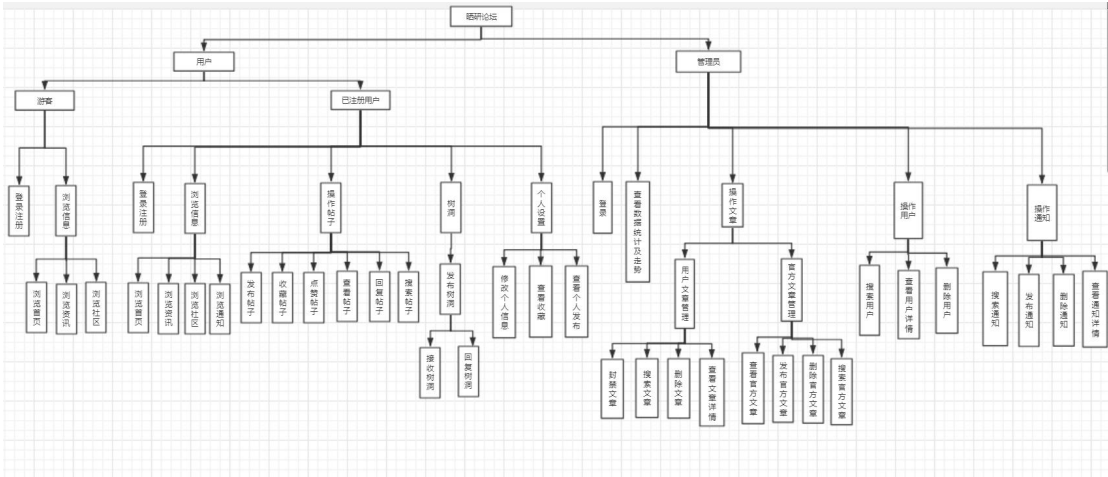 晒研论坛
用户
管理员
游客
已注册用户
登录注册
浏览信息
登录注册
浏览信息
操作帖子
树洞
个人设置
登录
查看数据统计及走势
操作文章
操作用户
操作通知
浏览首页
浏览资讯
浏览社区
浏览首页
浏览资讯
浏览社区
浏览通知
发布帖子
收藏帖子
点赞帖子
查看帖子
回复帖子
搜索帖子
发布树洞
修改个人信息
查看收藏
查看个人发布
用户文章管理
官方文章管理
搜索用户
查看用户详情
删除用户
搜索通知
发布通知
删除通知
查看通知详情
接收树洞
回复树洞
封禁文章
搜索文章
删除文章
查看文章详情
查看官方文章
发布官方文章
删除官方文章
搜索官方文章